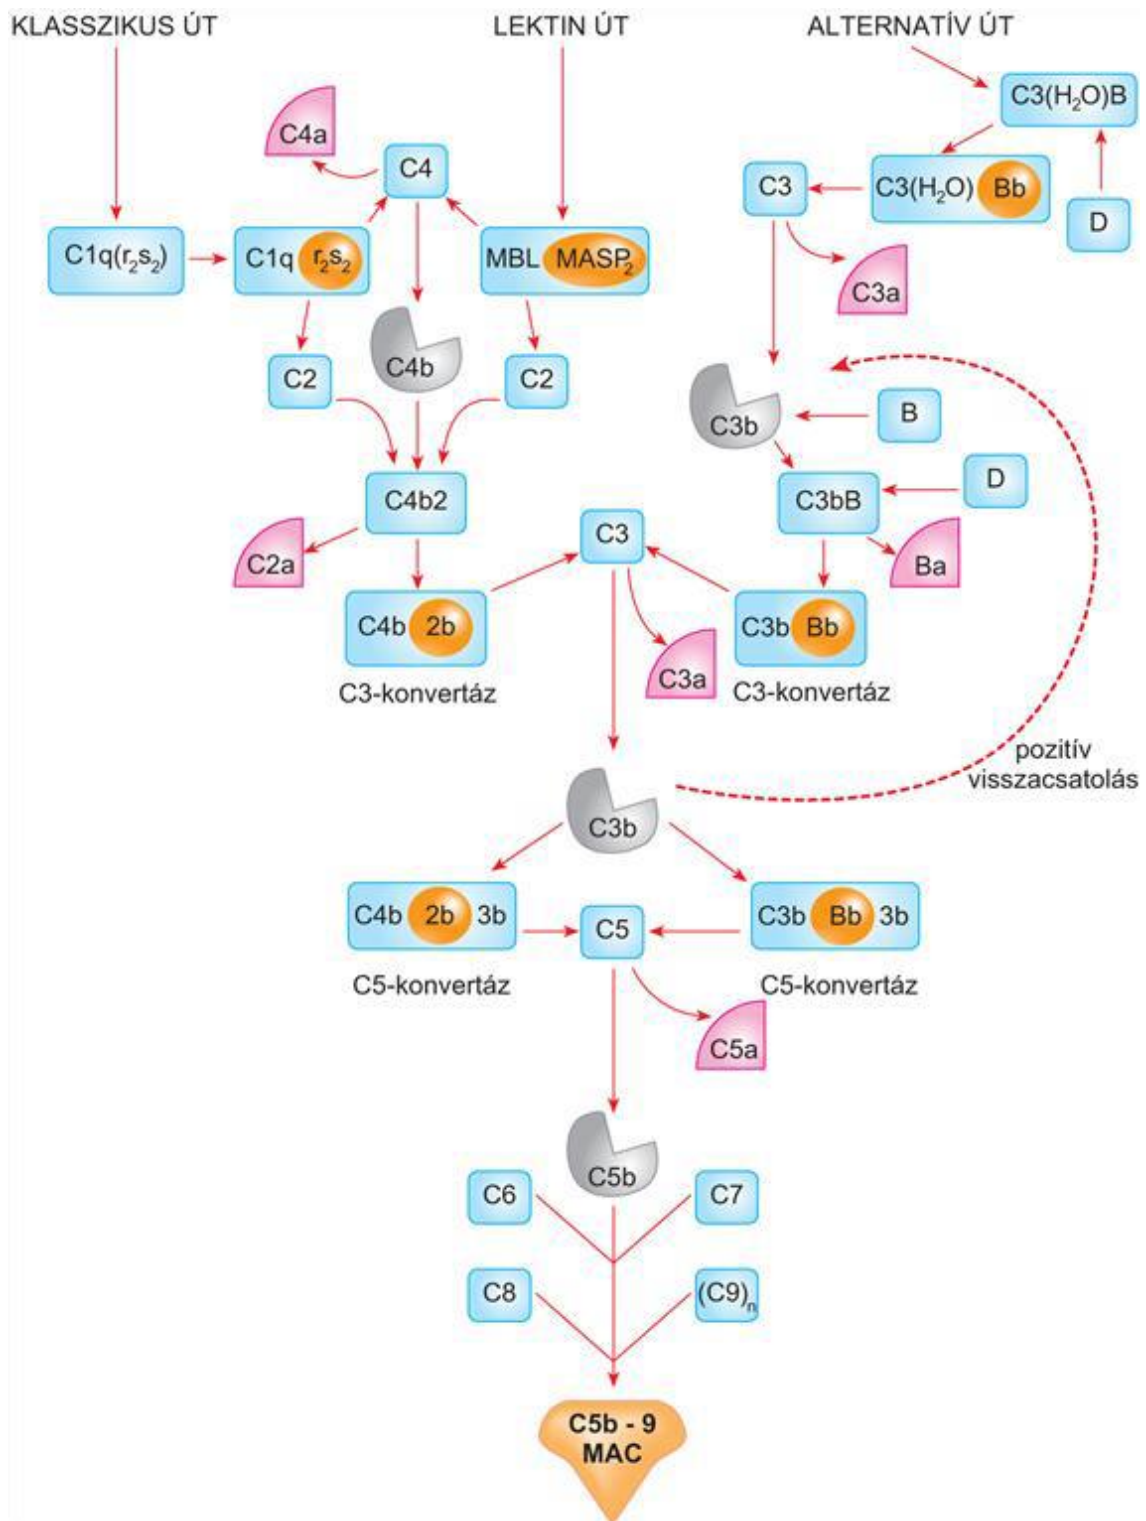 KLASSZIKUS ÚT
LEKTIN ÚT
ALTERNATÍV ÚT
C3(H₂O)B
C4a
C4
C3
C3(H₂O) Bb
D
C1q(r₂s₂)
C1q r₂s₂
MBL MASP₂
C3a
C2
C4b
C2
C3b
B
C4b2
C3bB
D
C2a
C3
Ba
C4b 2b
C3b Bb
C3a
C3-konvertáz
C3-konvertáz
pozitív
visszacsatolás
C3b
C4b 2b 3b
C5
C3b Bb 3b
C5-konvertáz
C5-konvertáz
C5a
C5b
C6
C7
C8
(C9)ₙ
C5b - 9
MAC